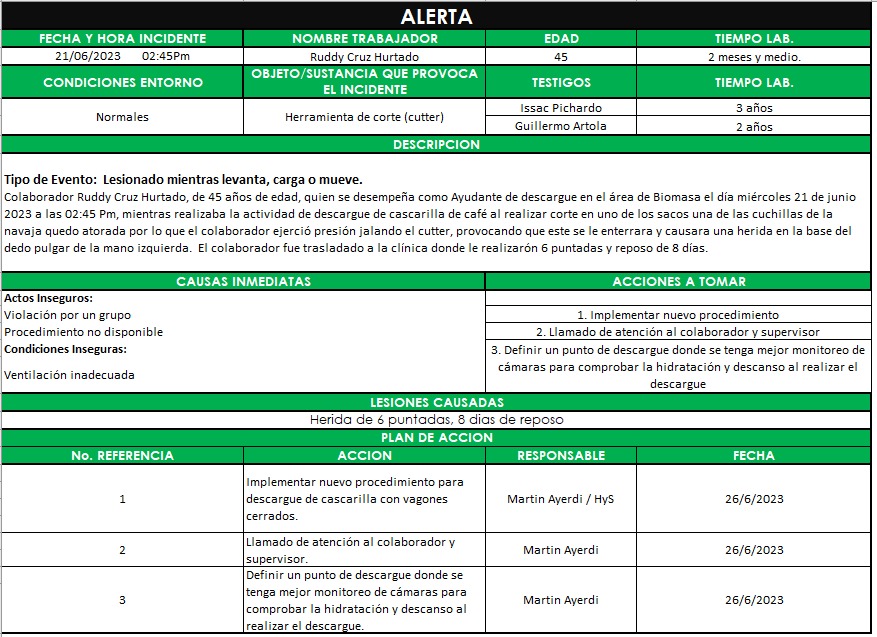 ALERTA
FECHA Y HORA INCIDENTE NOMBRE TRABAJADOR EDAD TIEMPO LAB.
21/06/2023 02:45Pm Ruddy Cruz Hurtado 45 2 meses y medio.
CONDICIONES ENTORNO OBJETO/SUSTANCIA QUE PROVOCA EL INCIDENTE TESTIGOS TIEMPO LAB.
Normales Herramienta de corte (cutter) Issac Pichardo 3 años
Guillermo Artola 2 años
DESCRIPCION
Tipo de Evento: Lesionado mientras levanta, carga o mueve.
Colaborador Ruddy Cruz Hurtado, de 45 años de edad, quien se desempeña como Ayudante de descargue en el área de Biomasa el día miércoles 21 de junio
2023 a las 02:45 Pm, mientras realizaba la actividad de descargue de cascarilla de café al realizar corte en uno de los sacos una de las cuchillas de la
navaja quedo atorada por lo que el colaborador ejerció presión jalando el cutter, provocando que este se le enterrara y causara una herida en la base del
dedo pulgar de la mano izquierda. El colaborador fue trasladado a la clínica donde le realizarón 6 puntadas y reposo de 8 días.
CAUSAS INMEDIATAS ACCIONES A TOMAR
Actos Inseguros:
Violación por un grupo 1. Implementar nuevo procedimiento
Procedimiento no disponible 2. Llamado de atención al colaborador y supervisor
Condiciones Inseguras:
Ventilación inadecuada
3. Definir un punto de descargue donde se tenga mejor monitoreo de
cámaras para comprobar la hidratación y descanso al realizar el
descargue
LESIONES CAUSADAS
Herida de 6 puntadas, 8 dias de reposo
PLAN DE ACCION
No. REFERENCIA ACCION RESPONSABLE FECHA
1 Implementar nuevo procedimiento para
descargue de cascarilla con vagones
cerrados. Martin Ayerdi / HyS 26/6/2023
2 Llamado de atención al colaborador y
supervisor. Martin Ayerdi 26/6/2023
3 Definir un punto de descargue donde se
tenga mejor monitoreo de cámaras para
comprobar la hidratación y descanso al
realizar el descargue. Martin Ayerdi 26/6/2023